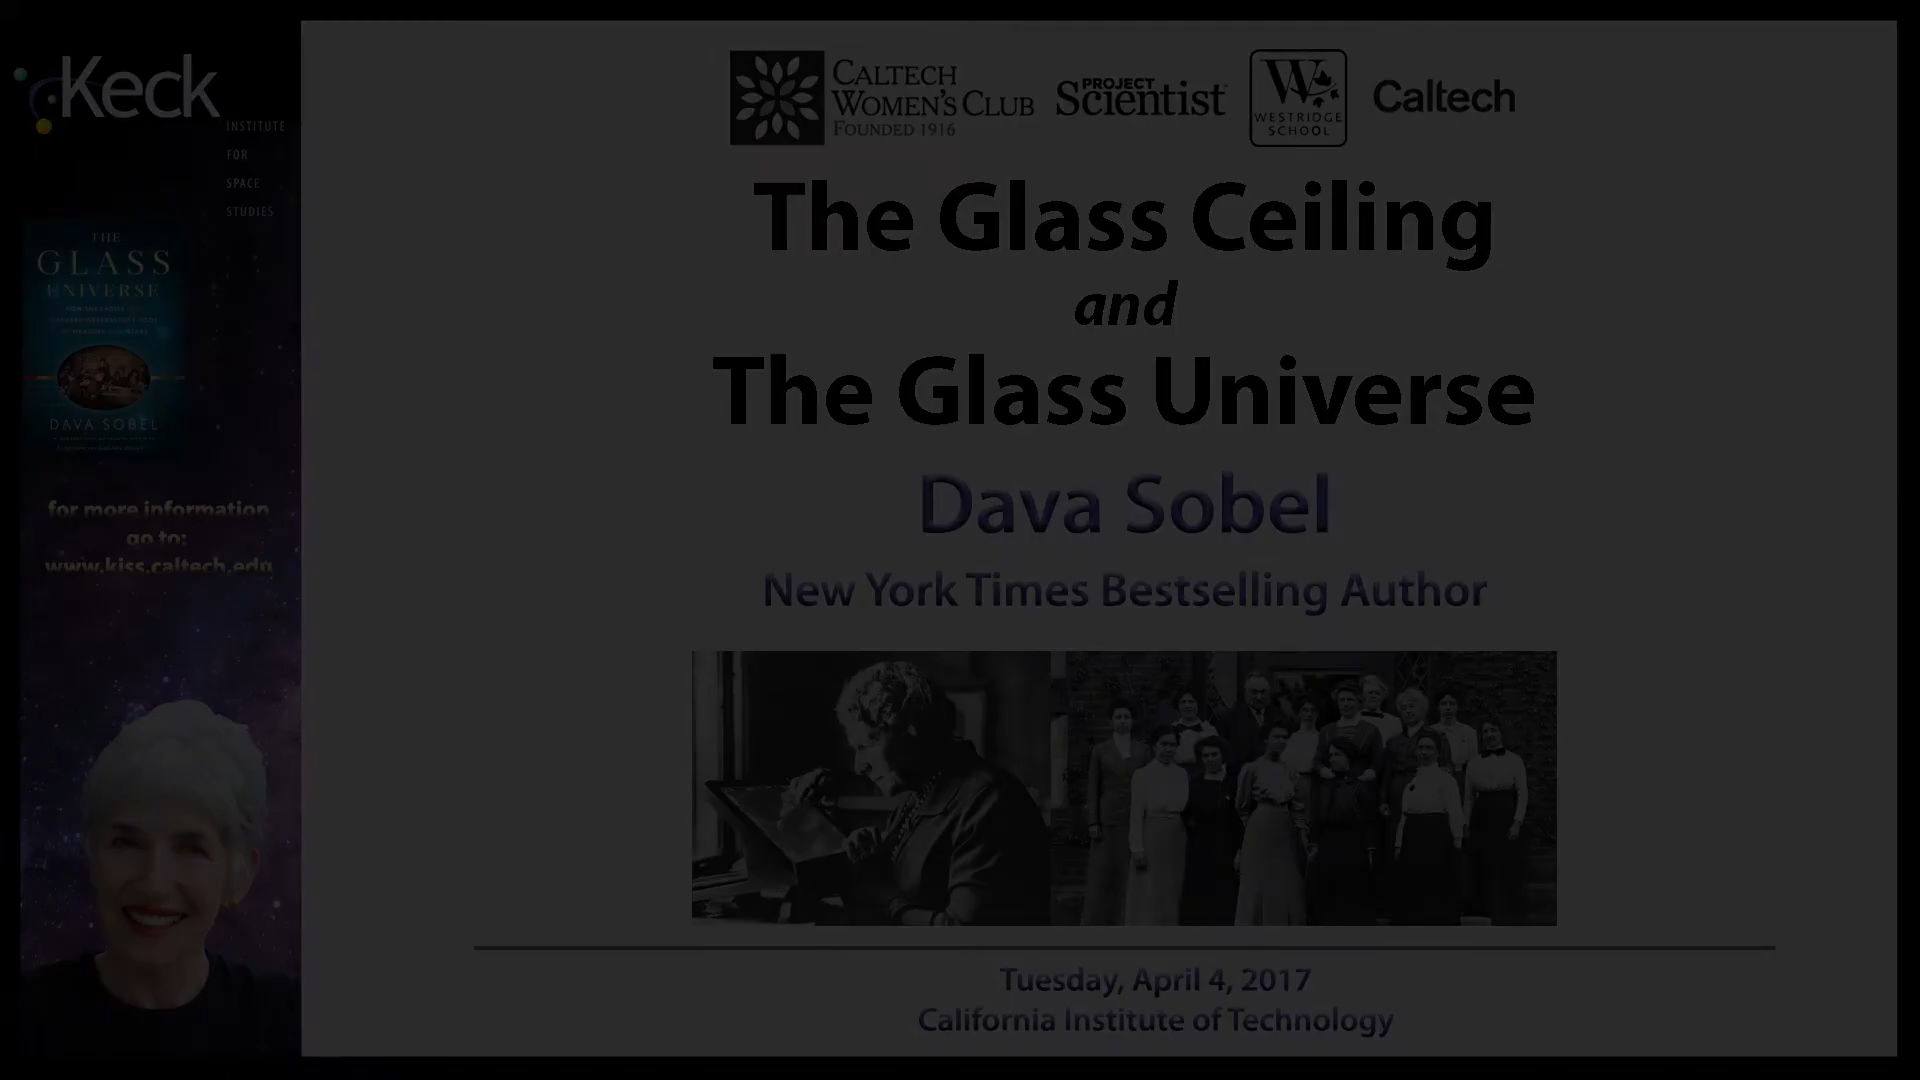 Keck
INSTITUTE
FOR
SPACE
STUDIES
THE
GLASS
UNIVERSE
DAVA SOBEL
for more information
go to:
www.kiss.caltech.edu
CALTECH
WOMEN'S CLUB
FOUNDED 1916
PROJECT
Scientist
W
WESTRIDGE
SCHOOL
Caltech
The Glass Ceiling
and
The Glass Universe
Dava Sobel
New York Times Bestselling Author
Tuesday, April 4, 2017
California Institute of Technology